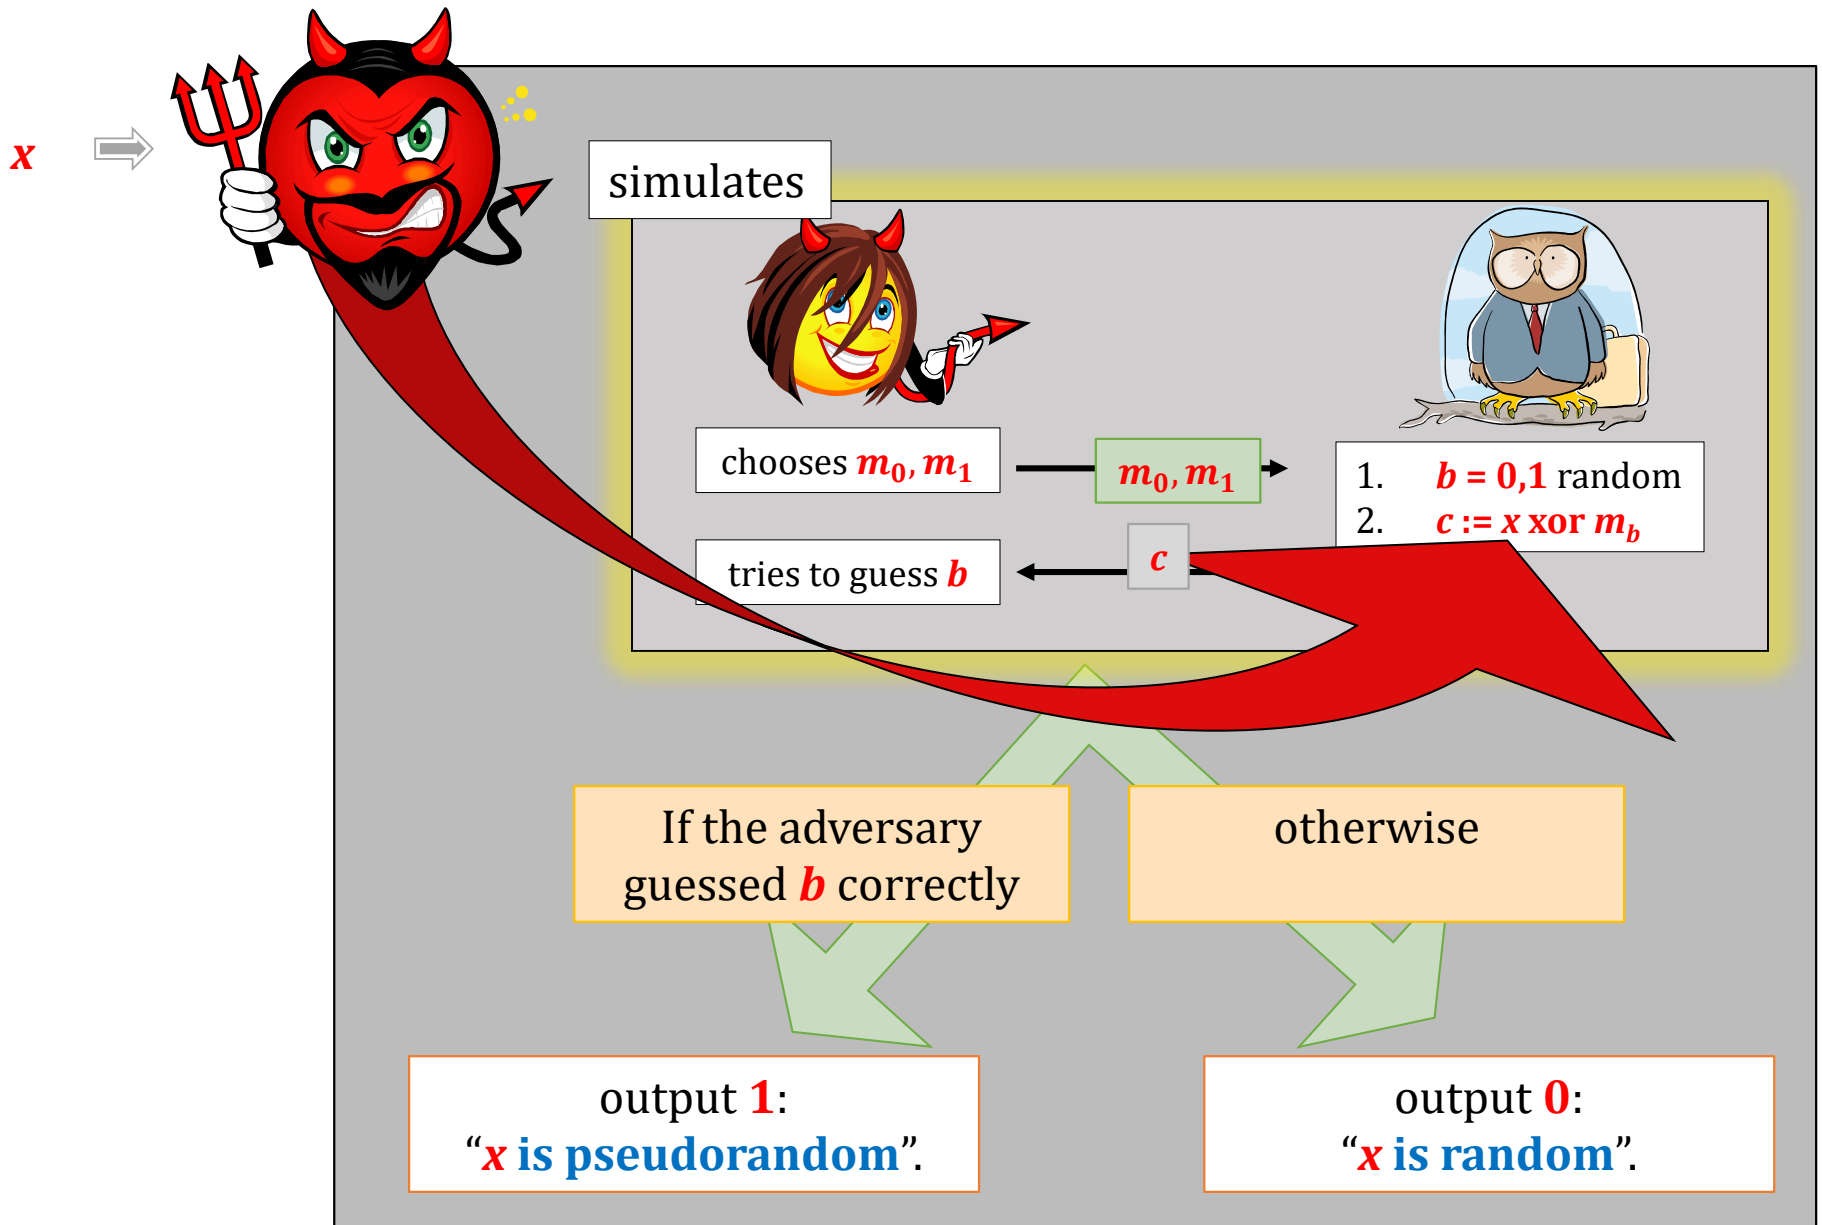 x
simulates
chooses m₀, m₁
m₀, m₁
1. b = 0,1 random
2. c := x xor m_b
c
tries to guess b
If the adversary
guessed b correctly
otherwise
output 1:
“x is pseudorandom”.
output 0:
“x is random”.